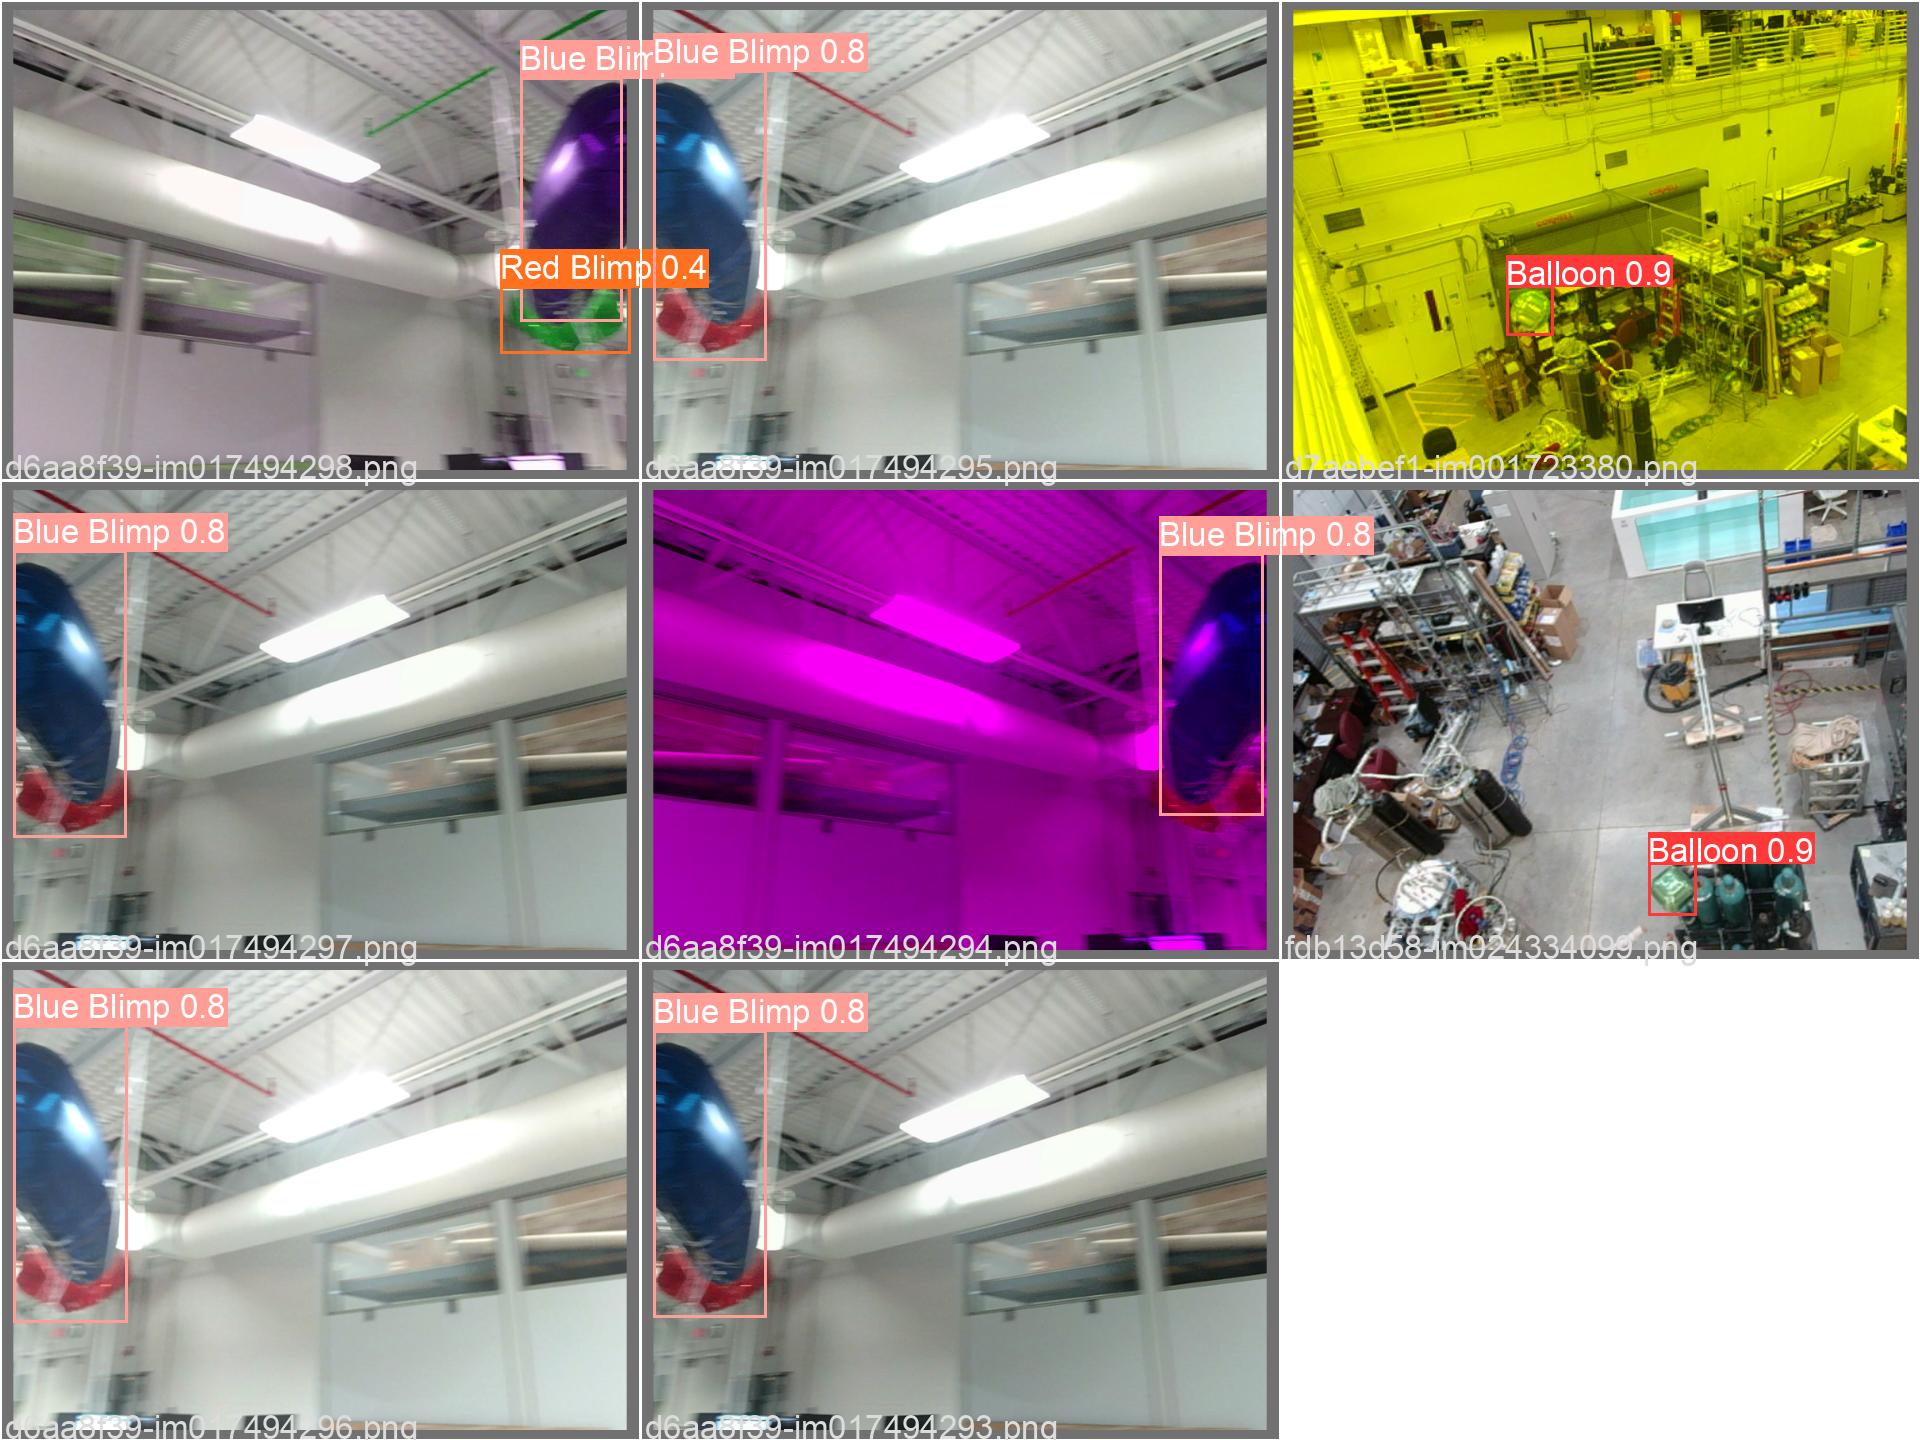 Blue Blim
Red Blimp 0.4
d6aa8f39-im017494298.png
Blue Blimp 0.8
d6aa8f39-im017494295.png
Balloon 0.9
d7aebef1-im001723380.png
Blue Blimp 0.8
d6aa8f39-im017494297.png
Blue Blimp 0.8
d6aa8f39-im017494294.png
Balloon 0.9
fdb13d58-im024334099.png
Blue Blimp 0.8
d6aa8f39-im017494296.png
Blue Blimp 0.8
d6aa8f39-im017494293.png